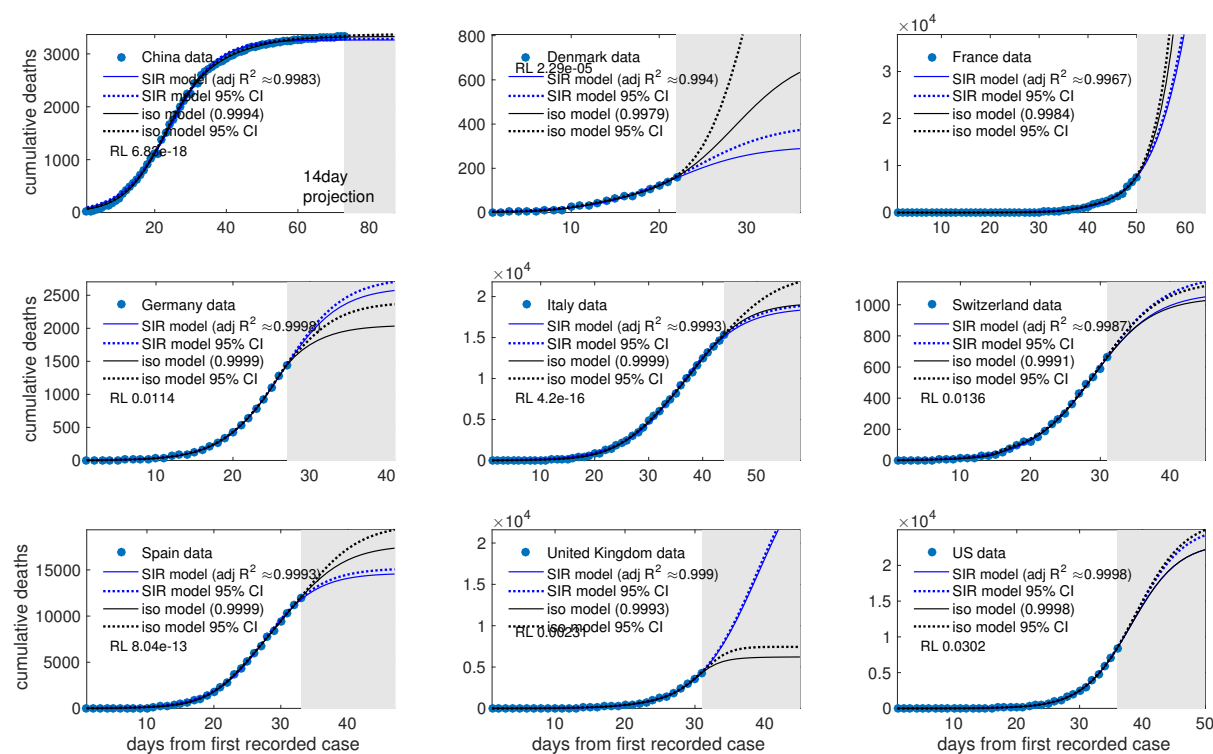 cumulative deaths
3000
2000
1000
0
20
40
60
80
China data
SIR model (adj R² ≈0.9983)
SIR model 95% CI
iso model (0.9994)
iso model 95% CI
14day
projection
800
600
400
200
0
10
20
30
Denmark data
RL 2.29e-05
SIR model (adj R² ≈0.994)
SIR model 95% CI
iso model (0.9979)
iso model 95% CI
×10⁴
3
2
1
0
10
20
30
40
50
60
France data
SIR model (adj R² ≈0.9967)
SIR model 95% CI
iso model (0.9984)
iso model 95% CI
cumulative deaths
2500
2000
1500
1000
500
0
10
20
30
40
Germany data
SIR model (adj R² ≈0.9998)
SIR model 95% CI
iso model (0.9999)
iso model 95% CI
RL 0.0114
×10⁴
2
1.5
1
0.5
0
10
20
30
40
50
Italy data
SIR model (adj R² ≈0.9993)
SIR model 95% CI
iso model (0.9999)
iso model 95% CI
RL 4.2e-16
1000
800
600
400
200
0
10
20
30
40
Switzerland data
SIR model (adj R² ≈0.9987)
SIR model 95% CI
iso model (0.9991)
iso model 95% CI
RL 0.0136
cumulative deaths
15000
10000
5000
0
10
20
30
40
Spain data
SIR model (adj R² ≈0.9993)
SIR model 95% CI
iso model (0.9999)
iso model 95% CI
RL 8.04e-13
days from first recorded case
×10⁴
2
1.5
1
0.5
0
10
20
30
40
United Kingdom data
SIR model (adj R² ≈0.999)
SIR model 95% CI
iso model (0.9993)
iso model 95% CI
RL 0.00231
days from first recorded case
×10⁴
2.5
2
1.5
1
0.5
0
10
20
30
40
50
US data
SIR model (adj R² ≈0.9998)
SIR model 95% CI
iso model (0.9998)
iso model 95% CI
RL 0.0302
days from first recorded case